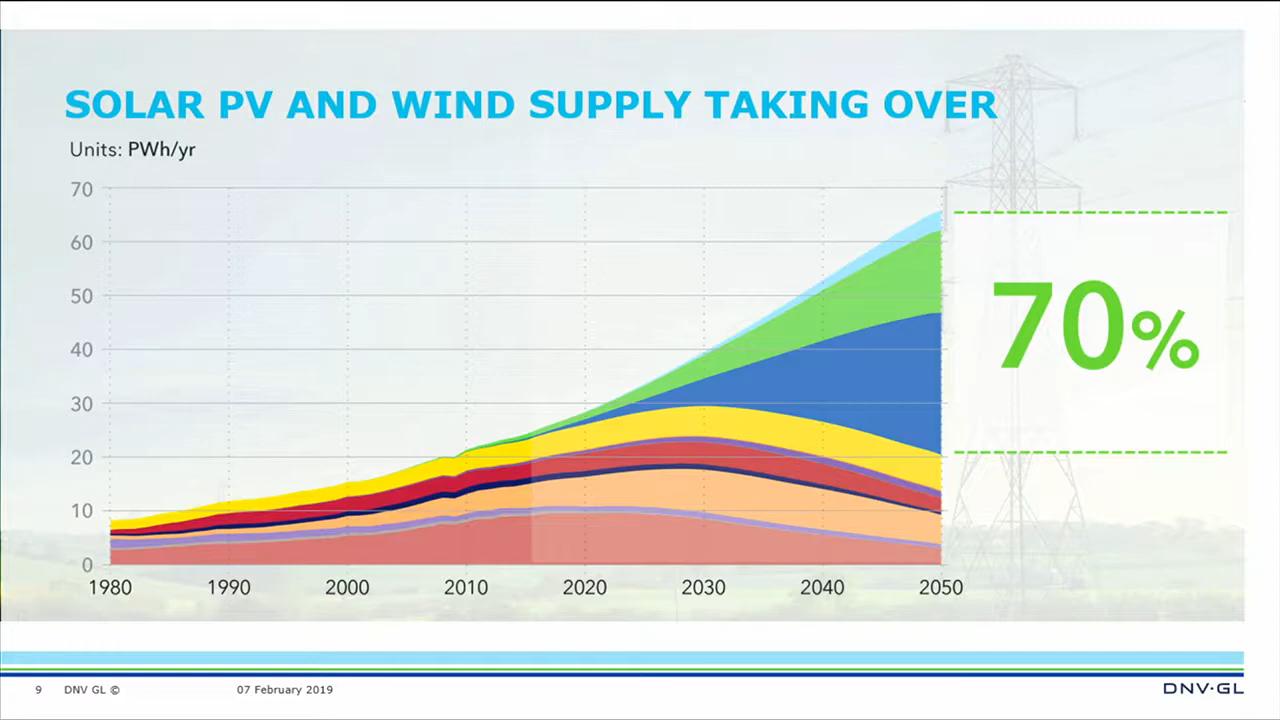 SOLAR PV AND WIND SUPPLY TAKING OVER
Units: PWh/yr
70
60
50
40
30
20
10
0
1980 1990 2000 2010 2020 2030 2040 2050
70%
9 DNV GL © 07 February 2019 DNV·GL